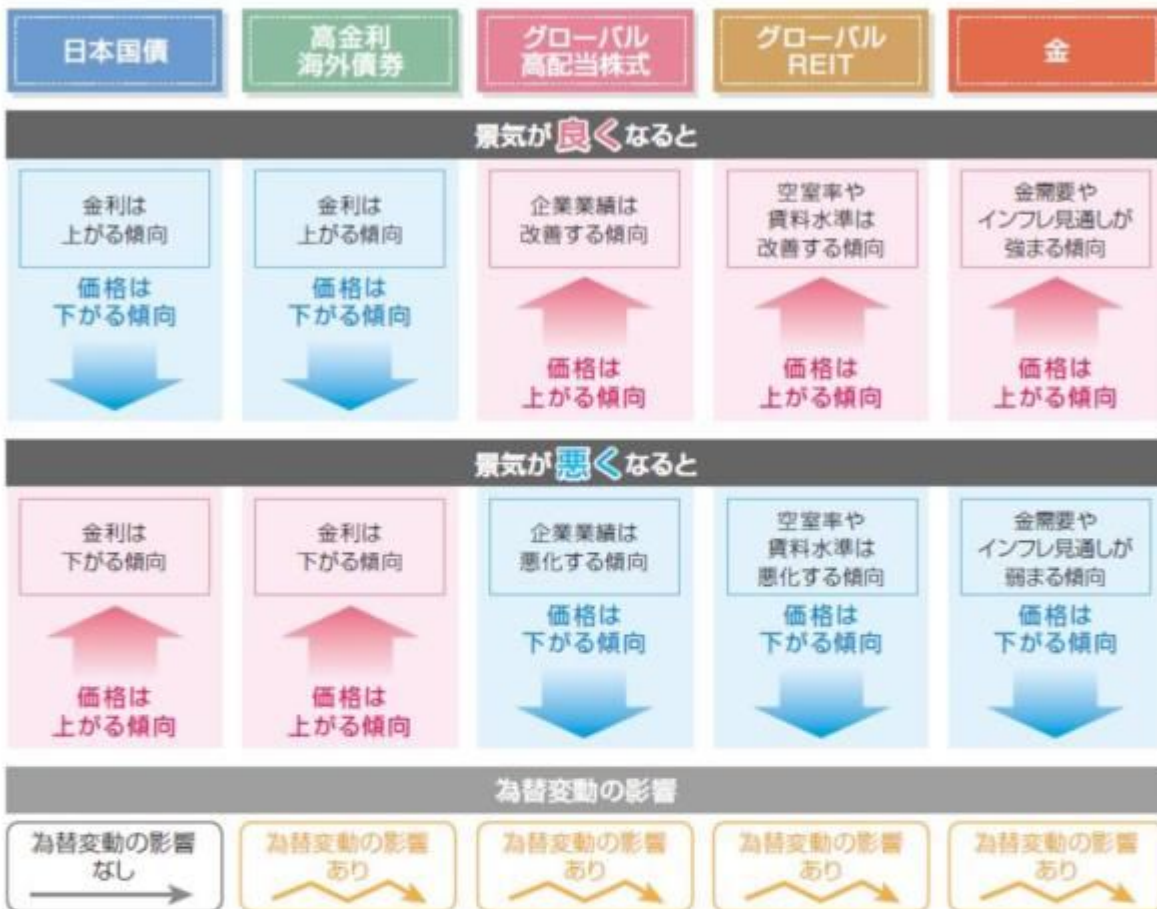 日本国債
高金利
海外債券
グローバル
高配当株式
グローバル
REIT
金
景気が良くなると
金利は
上がる傾向
価格は
下がる傾向
金利は
上がる傾向
価格は
下がる傾向
企業業績は
改善する傾向
価格は
上がる傾向
空室率や
賃料水準は
改善する傾向
価格は
上がる傾向
金需要や
インフレ見通しが
強まる傾向
価格は
上がる傾向
景気が悪くなると
金利は
下がる傾向
価格は
上がる傾向
金利は
下がる傾向
価格は
上がる傾向
企業業績は
悪化する傾向
価格は
下がる傾向
空室率や
賃料水準は
悪化する傾向
価格は
下がる傾向
金需要や
インフレ見通しが
弱まる傾向
価格は
下がる傾向
為替変動の影響
為替変動の影響
なし
為替変動の影響
あり
為替変動の影響
あり
為替変動の影響
あり
為替変動の影響
あり